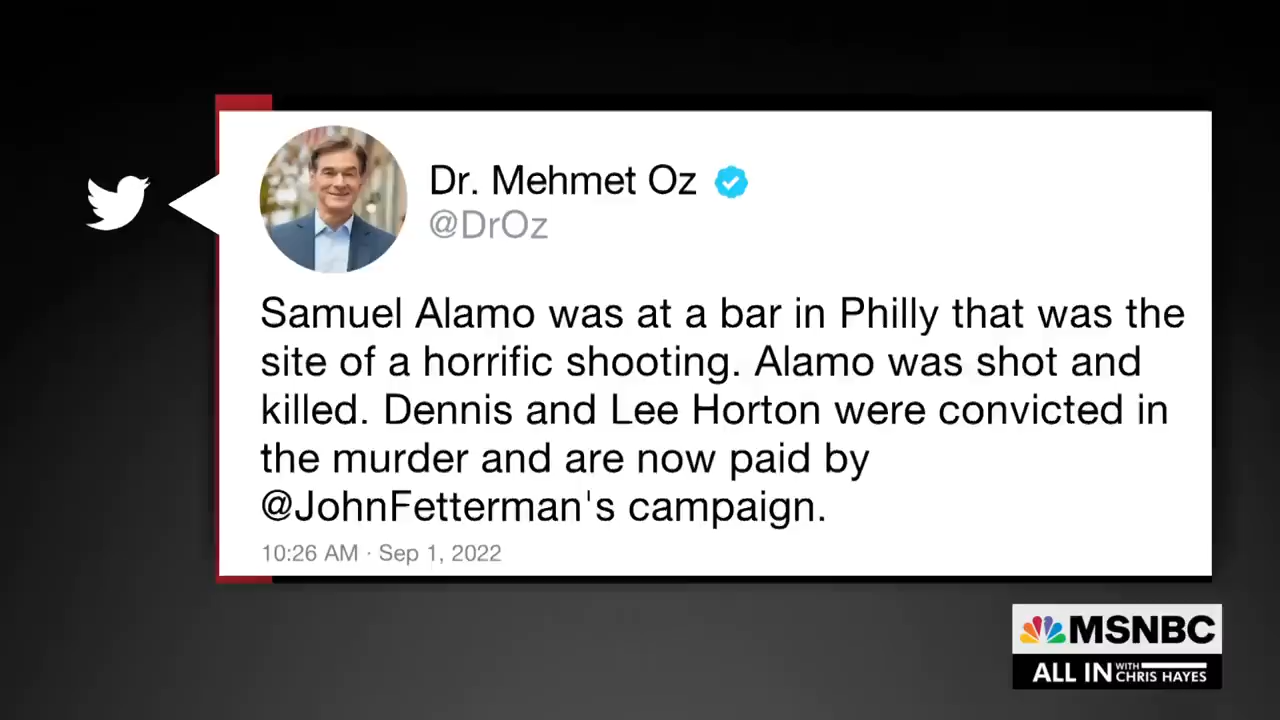 Dr. Mehmet Oz
@DrOz
Samuel Alamo was at a bar in Philly that was the
site of a horrific shooting. Alamo was shot and
killed. Dennis and Lee Horton were convicted in
the murder and are now paid by
@JohnFetterman's campaign.
10:26 AM · Sep 1, 2022
MSNBC
ALL IN WITH CHRIS HAYES